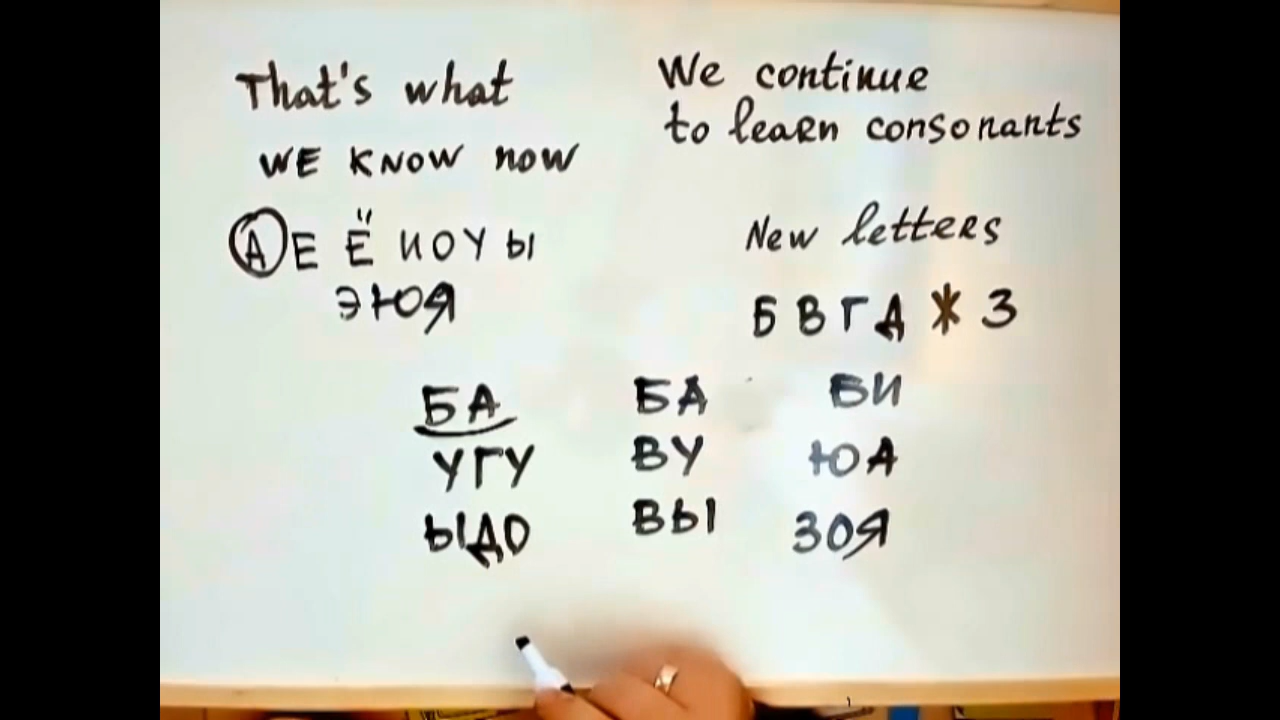 That's what
WE KNOW now
А Е Ё И О У Ы
Э Ю Я
We continue
to learn consonants
New letters
Б В Г Д Ж З
БА
УГУ
ЫДО
БА
ВУ
ВЫ
БИ
ЮА
ЗОЯ